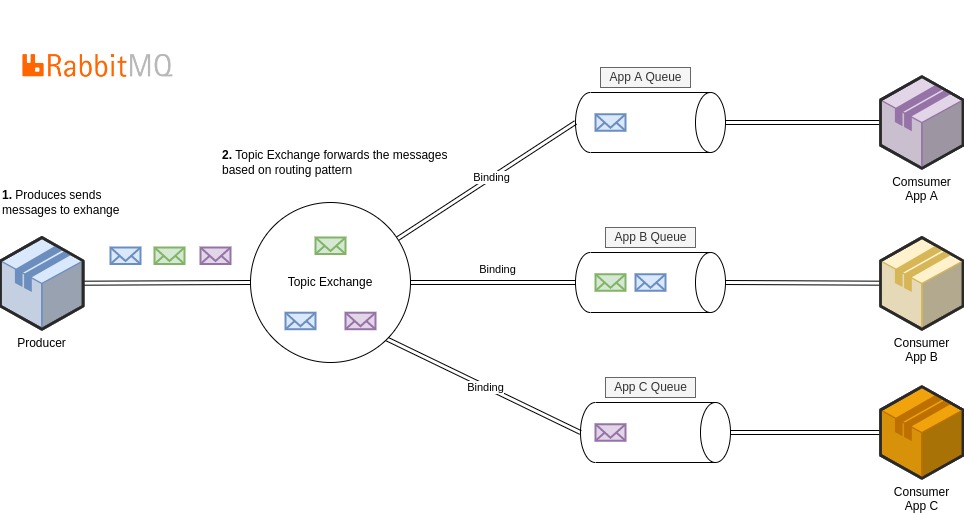 RabbitMQ
App A Queue
2. Topic Exchange forwards the messages
based on routing pattern
Binding
Comsumer
App A
1. Produces sends
messages to exhange
App B Queue
Topic Exchange
Binding
Producer
Consumer
App B
App C Queue
Binding
Consumer
App C